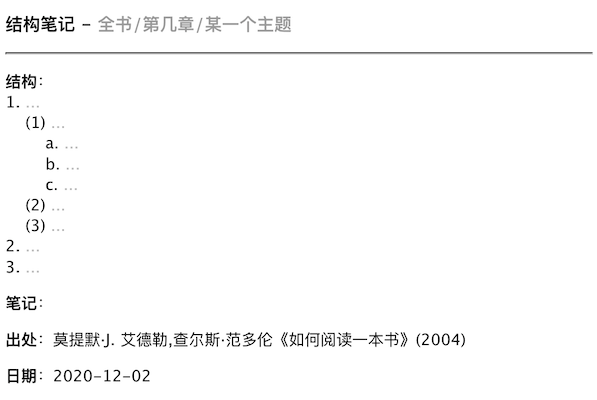 结构笔记 – 全书/第几章/某一个主题
结构：
1. ...
(1) ...
a. ...
b. ...
c. ...
(2) ...
(3) ...
2. ...
3. ...
笔记：
出处：莫提默·J. 艾德勒,查尔斯·范多伦《如何阅读一本书》(2004)
日期：2020-12-02